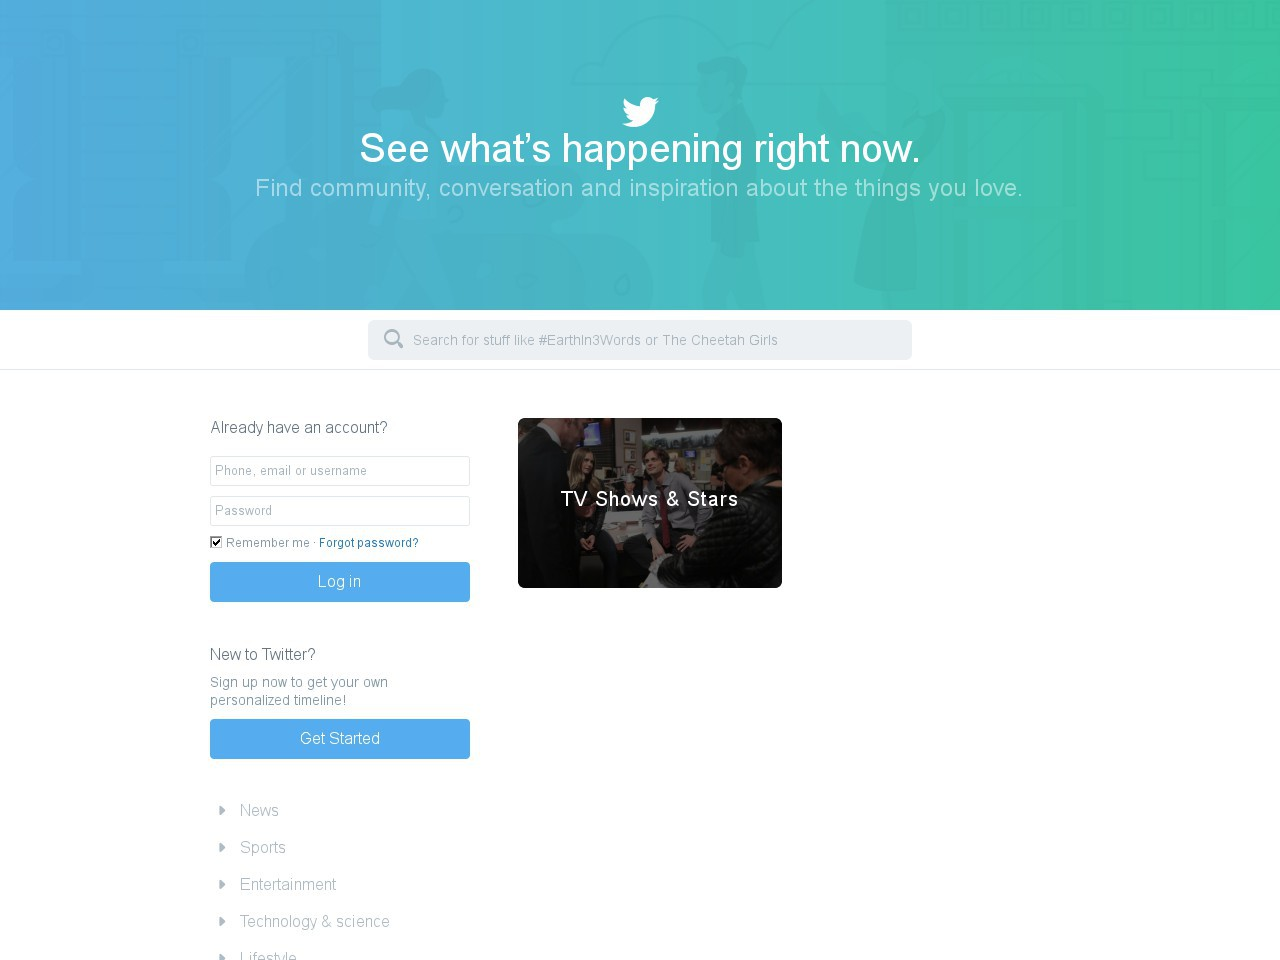 See what’s happening right now.
Find community, conversation and inspiration about the things you love.
Search for stuff like #EarthIn3Words or The Cheetah Girls
Already have an account?
Phone, email or username
Password
Remember me · Forgot password?
Log in
New to Twitter?
Sign up now to get your own
personalized timeline!
Get Started
News
Sports
Entertainment
Technology & science
Lifestyle
TV Shows & Stars